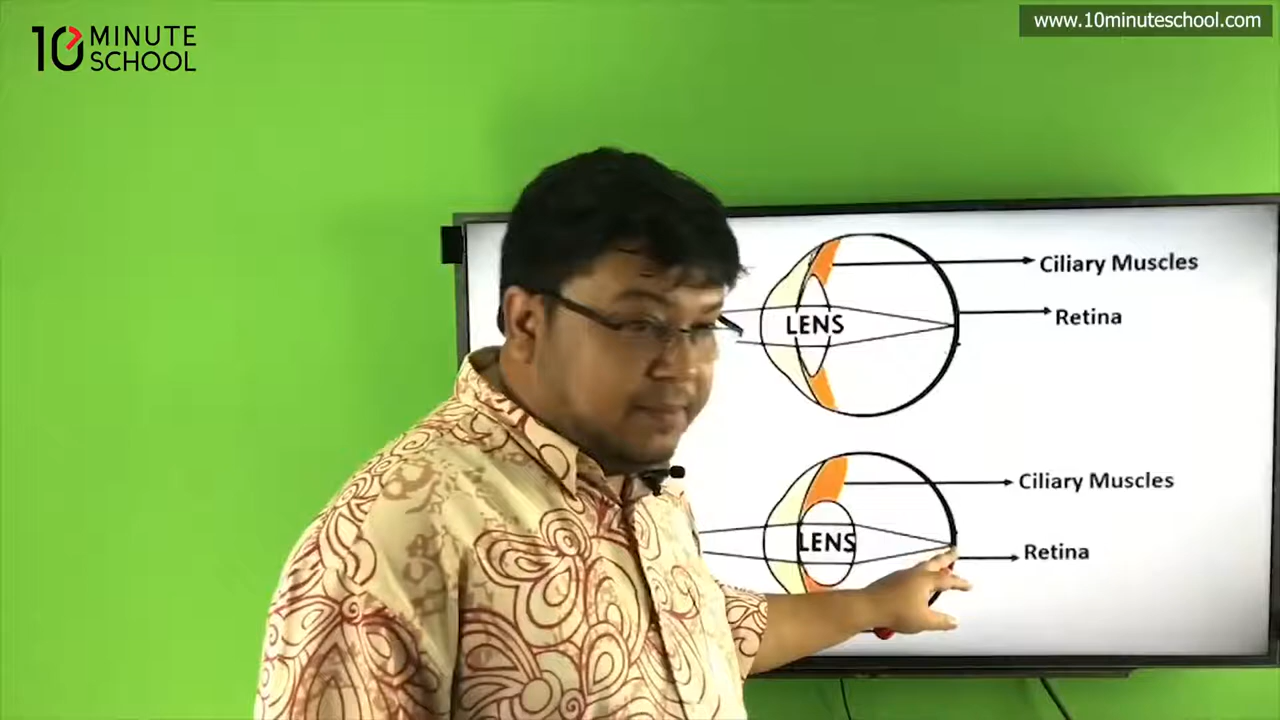 10 MINUTE
SCHOOL
www.10minuteschool.com
Ciliary Muscles
Retina
LENS
Ciliary Muscles
Retina
LENS